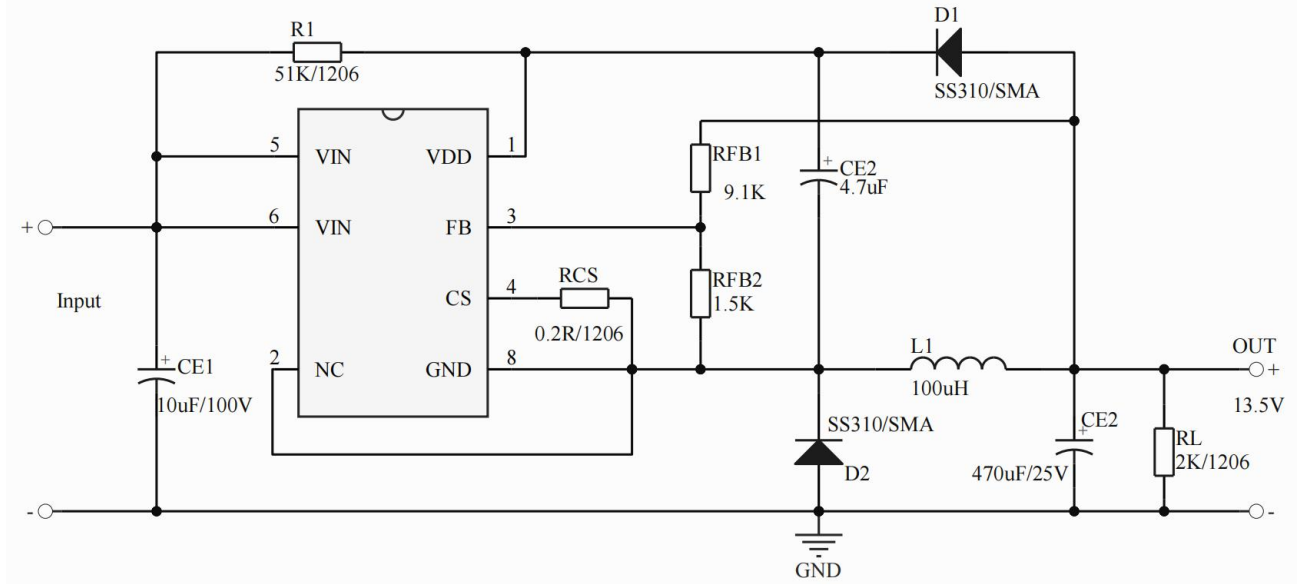 D1
R1
51K/1206
SS310/SMA
5
VIN
VDD
1
RFB1
9.1K
+
CE2
4.7uF
+
6
VIN
FB
3
Input
CS
4
RCS
0.2R/1206
RFB2
1.5K
+
CE1
10uF/100V
2
NC
GND
8
L1
100uH
OUT
+
13.5V
SS310/SMA
D2
+
CE2
470uF/25V
RL
2K/1206
-
-
GND